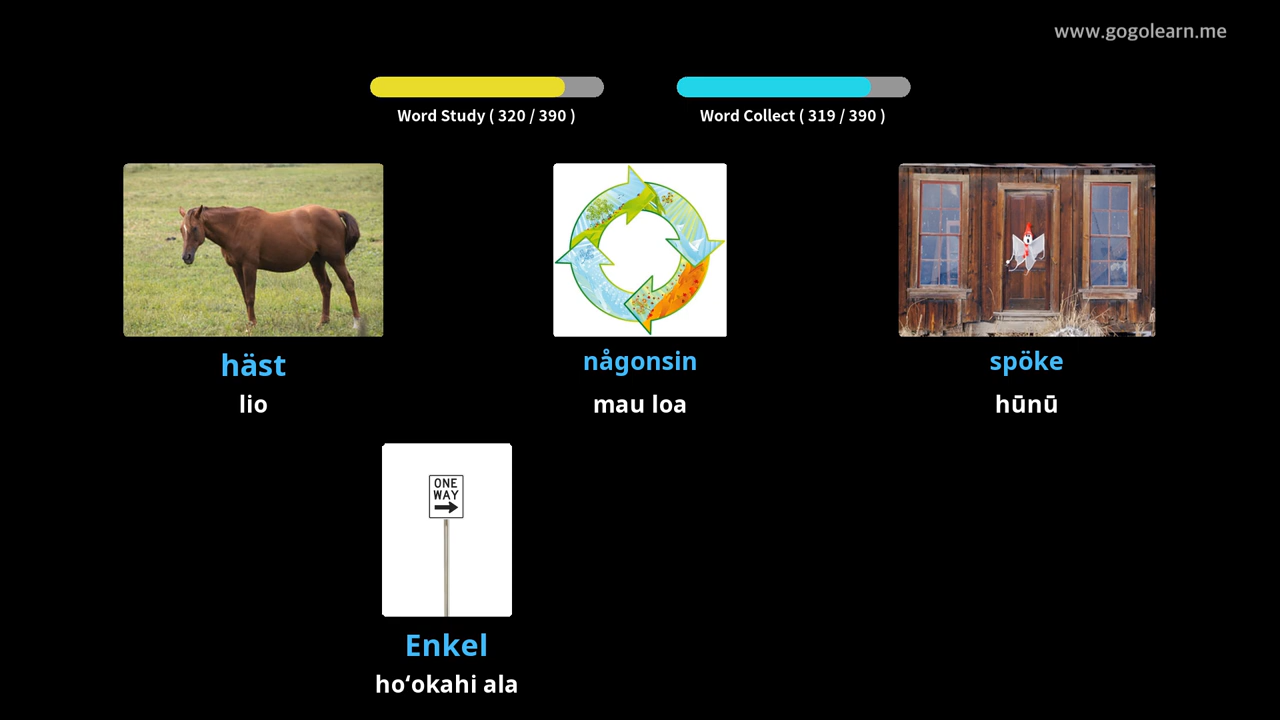 www.gogolearn.me
Word Study ( 320 / 390 )
Word Collect ( 319 / 390 )
häst
någonsin
spöke
lio
mau loa
hūnū
ONE
WAY
Enkel
hoʻokahi ala